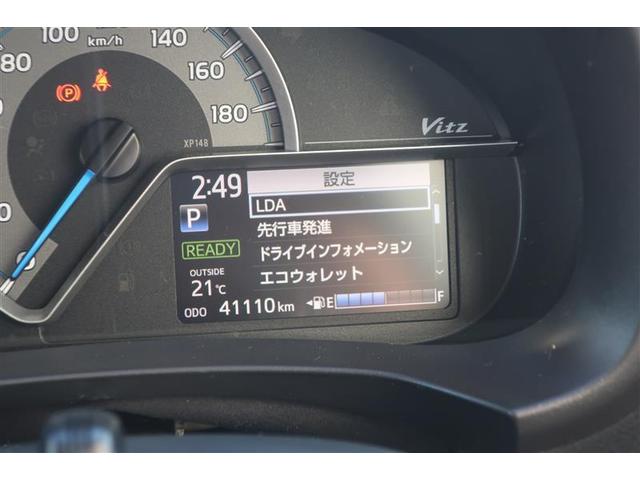 80
100
km/h
140
160
180
XP148
Vitz
2:49
設定
LDA
P
先行車発進
READY
ドライブインフォメーション
OUTSIDE
エコウォレット
21℃
ODO 41110 km
E F